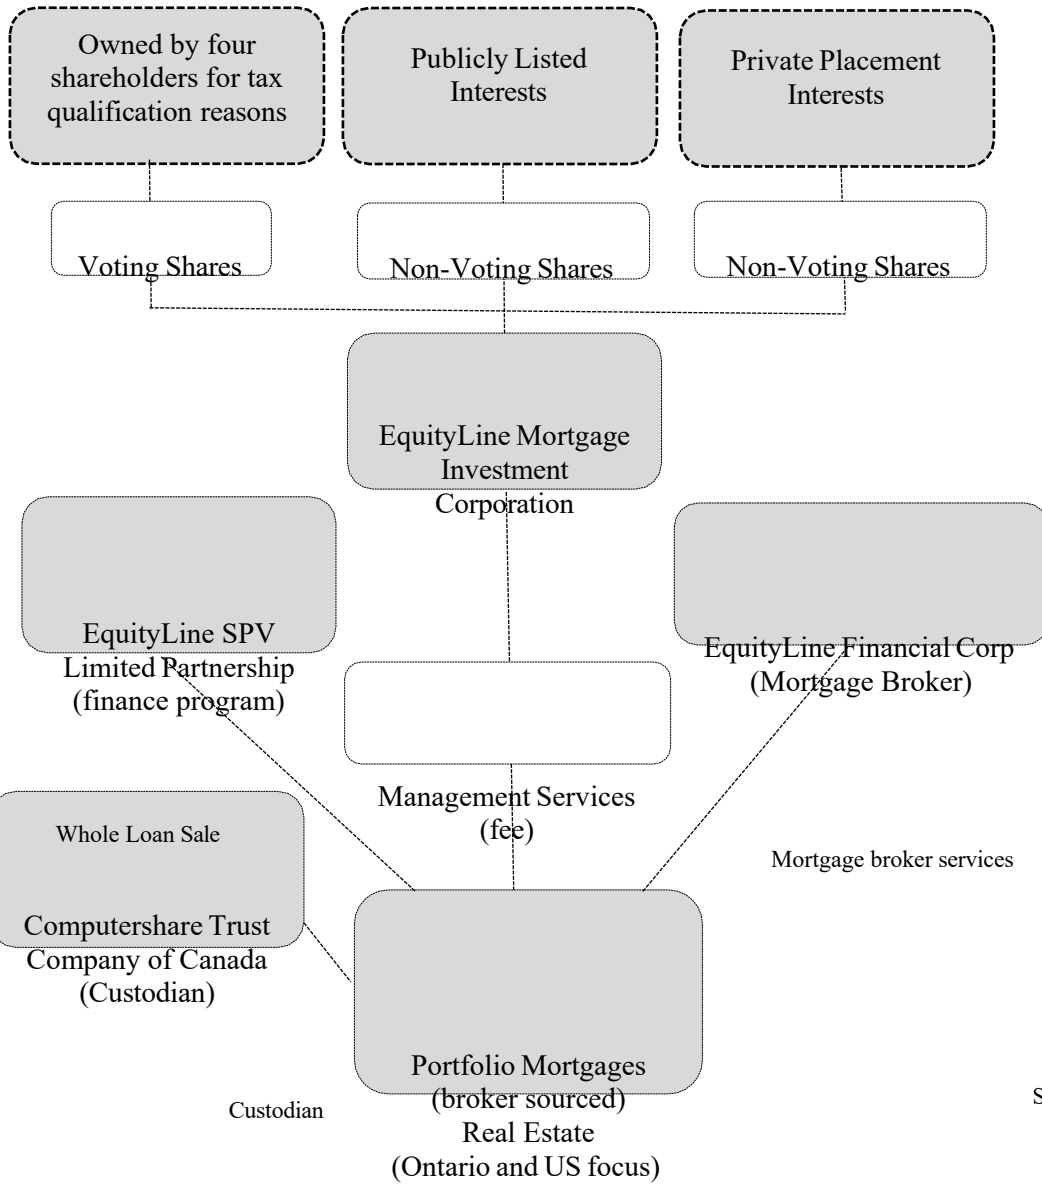 Owned by four
shareholders for tax
qualification reasons
Publicly Listed
Interests
Private Placement
Interests
Voting Shares
Non-Voting Shares
Non-Voting Shares
EquityLine Mortgage
Investment
Corporation
EquityLine SPV
Limited Partnership
(finance program)
EquityLine Financial Corp
(Mortgage Broker)
Management Services
(fee)
Whole Loan Sale
Mortgage broker services
Computershare Trust
Company of Canada
(Custodian)
Portfolio Mortgages
(broker sourced)
Real Estate
(Ontario and US focus)
Custodian
S